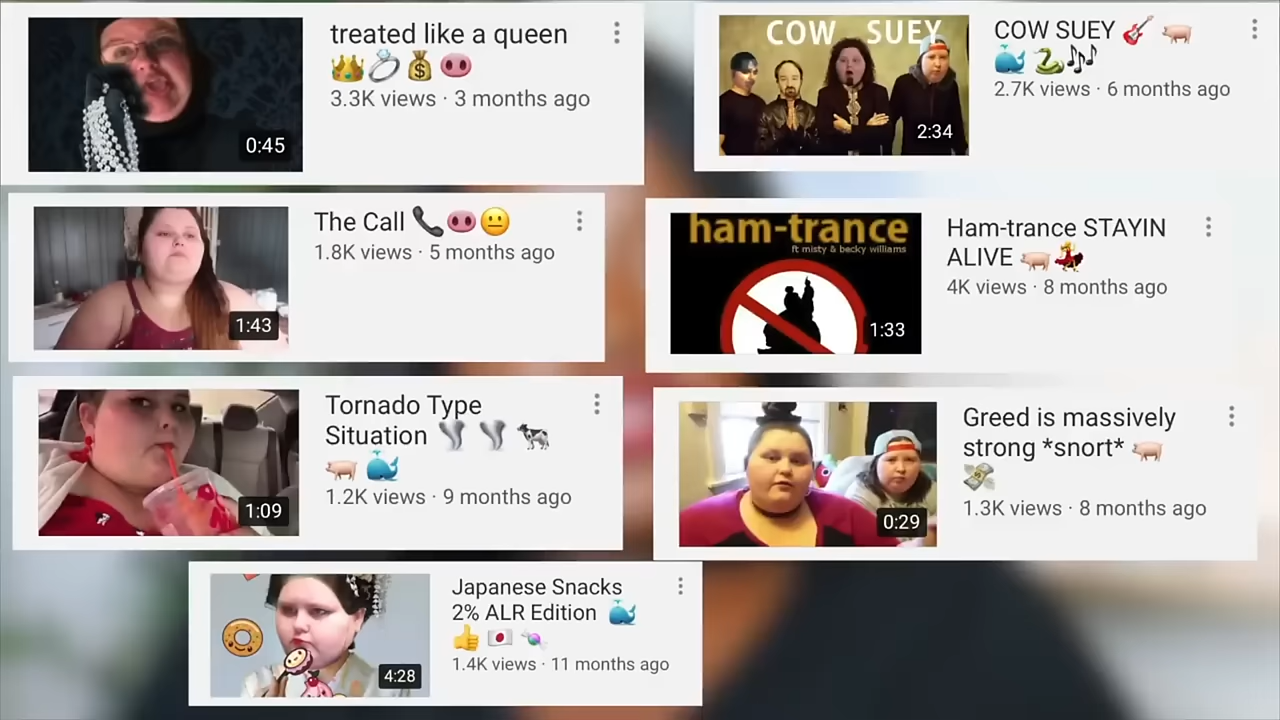 treated like a queen
👑💍💰🐽
3.3K views · 3 months ago
0:45
COW SUEY
2:34
COW SUEY 🎸 🐖
🐳 🐍🎶
2.7K views · 6 months ago
The Call 📞🐽😐
1.8K views · 5 months ago
1:43
ham-trance
ft misty & becky williams
1:33
Ham-trance STAYIN
ALIVE 🐖💃
4K views · 8 months ago
Tornado Type
Situation 🌪 🌪 🐄
🐖 🐳
1.2K views · 9 months ago
1:09
Greed is massively
strong *snort* 🐖
💸
1.3K views · 8 months ago
0:29
Japanese Snacks
2% ALR Edition 🐳
👍 🇯🇵 🍬
1.4K views · 11 months ago
4:28